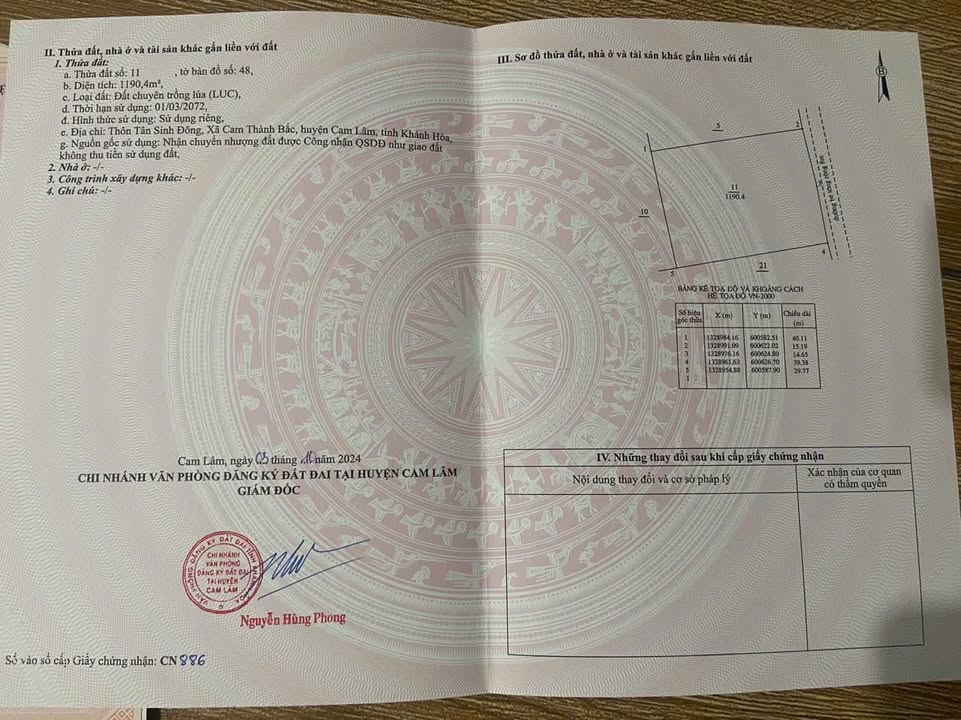 II. Thửa đất, nhà ở và tài sản khác gắn liền với đất
1. Thửa đất:
a. Thửa đất số: 11 , tờ bản đồ số: 48,
b. Diện tích: 1190,4m²,
c. Loại đất: Đất chuyên trồng lúa (LUC),
d. Thời hạn sử dụng: 01/03/2072,
đ. Hình thức sử dụng: Sử dụng riêng,
e. Địa chỉ: Thôn Tân Sinh Đông, Xã Cam Thành Bắc, huyện Cam Lâm, tỉnh Khánh Hòa,
g. Nguồn gốc sử dụng: Nhận chuyển nhượng đất được Công nhận QSDĐ như giao đất
không thu tiền sử dụng đất,
2. Nhà ở: -/-
3. Công trình xây dựng khác: -/-
4. Ghi chú: -/-
Cam Lâm, ngày 03 tháng năm 2024
CHI NHÁNH VĂN PHÒNG ĐĂNG KÝ ĐẤT ĐAI TẠI HUYỆN CAM LÂM
GIÁM ĐỐC
VĂN PHÒNG ĐĂNG KÝ ĐẤT ĐAI TỈNH KHÁNH HÒA
CHI NHÁNH
VĂN PHÒNG
ĐĂNG KÝ ĐẤT ĐAI
TẠI HUYỆN
CAM LÂM
Nguyễn Hùng Phong
Số vào sổ cấp Giấy chứng nhận: CN 886
III. Sơ đồ thửa đất, nhà ở và tài sản khác gắn liền với đất
B
5
1
2
11
1190.4
10
4
5
21
BẢNG KÊ TỌA ĐỘ VÀ KHOẢNG CÁCH
HỆ TỌA ĐỘ VN-2000
Số hiệu góc thửa X (m) Y (m) Chiều dài (m)
1 1328984.16 600582.51 40.11
2 1328991.09 600622.02 15.19
3 1328976.16 600624.80 14.65
4 1328961.63 600626.70 39.38
5 1328954.88 600587.90 29.77
1
IV. Những thay đổi sau khi cấp giấy chứng nhận
Nội dung thay đổi và cơ sở pháp lý
Xác nhận của cơ quan
có thẩm quyền